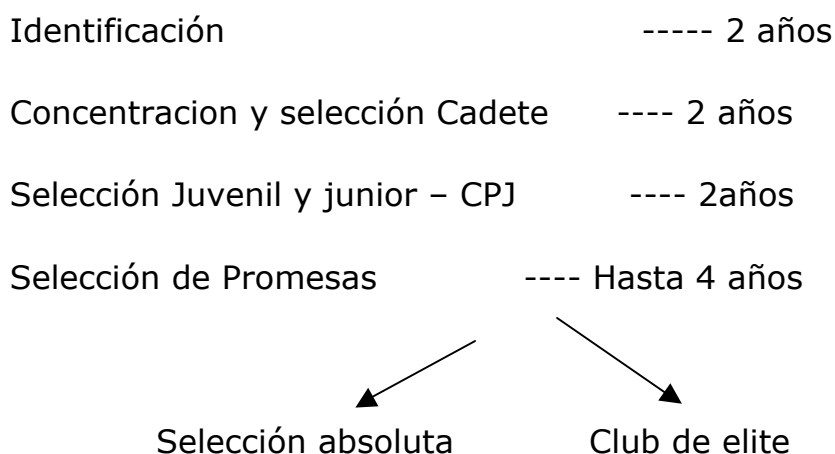 Identificación ----- 2 años
Concentracion y selección Cadete ---- 2 años
Selección Juvenil y junior – CPJ ---- 2años
Selección de Promesas ---- Hasta 4 años
Selección absoluta Club de elite